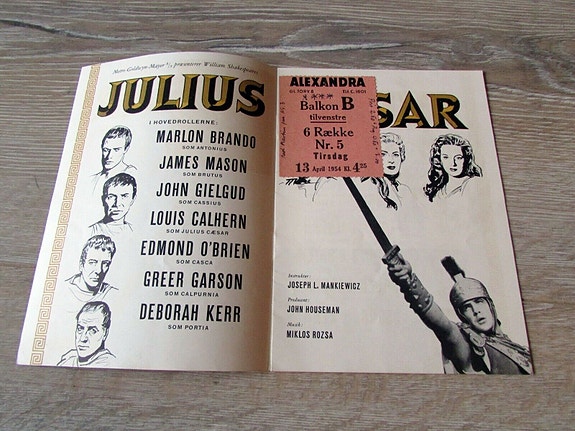 Metro-Goldwyn-Mayer A/S præsenterer William Shakespeares
JULIUS
I HOVEDROLLERNE:
MARLON BRANDO
SOM ANTONIUS
JAMES MASON
SOM BRUTUS
JOHN GIELGUD
SOM CASSIUS
LOUIS CALHERN
SOM JULIUS CÆSAR
EDMOND O'BRIEN
SOM CASCA
GREER GARSON
SOM CALPURNIA
DEBORAH KERR
SOM PORTIA
ALEXANDRA
Balkon B
tilvenstre
6 Række
Nr. 5
Tirsdag
13 April 1954 Kl. 4.25
SAR
Instruktør:
JOSEPH L. MANKIEWICZ
Producent:
JOHN HOUSEMAN
Musik:
MIKLOS ROZSA